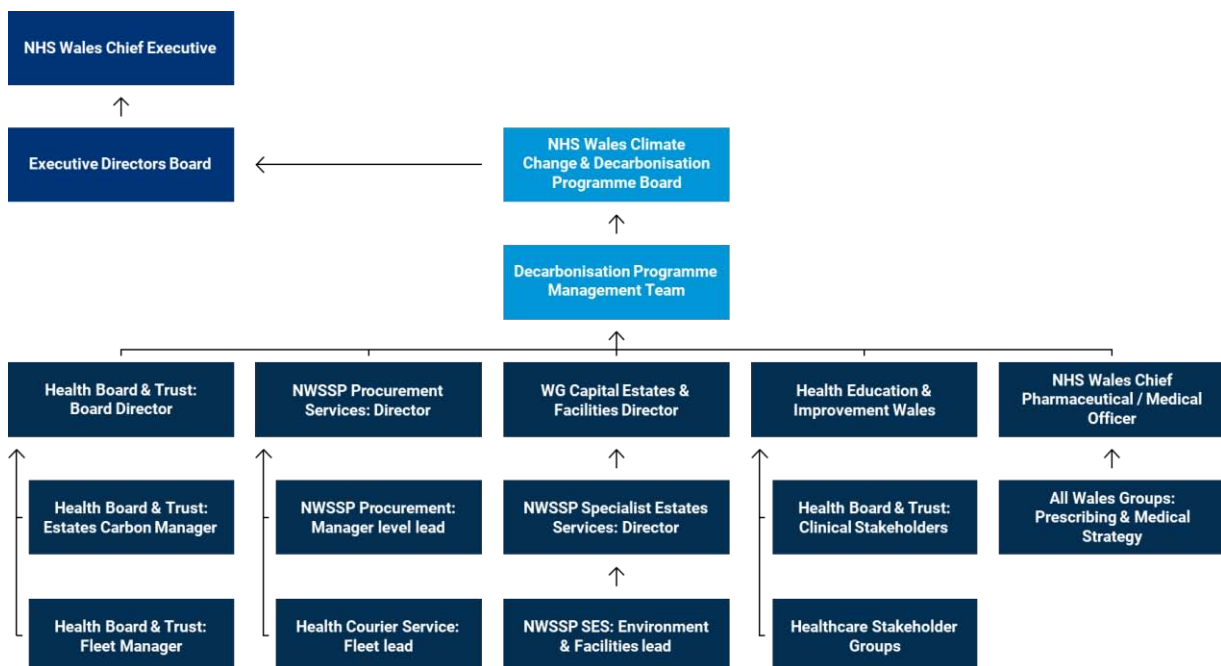 NHS Wales Chief Executive
Executive Directors Board
NHS Wales Climate
Change & Decarbonisation
Programme Board
Decarbonisation Programme
Management Team
Health Board & Trust:
Board Director
NWSSP Procurement
Services: Director
WG Capital Estates &
Facilities Director
Health Education &
Improvement Wales
NHS Wales Chief
Pharmaceutical / Medical
Officer
Health Board & Trust:
Estates Carbon Manager
NWSSP Procurement:
Manager level lead
NWSSP Specialist Estates
Services: Director
Health Board & Trust:
Clinical Stakeholders
All Wales Groups:
Prescribing & Medical
Strategy
Health Board & Trust:
Fleet Manager
Health Courier Service:
Fleet lead
NWSSP SES: Environment
& Facilities lead
Healthcare Stakeholder
Groups